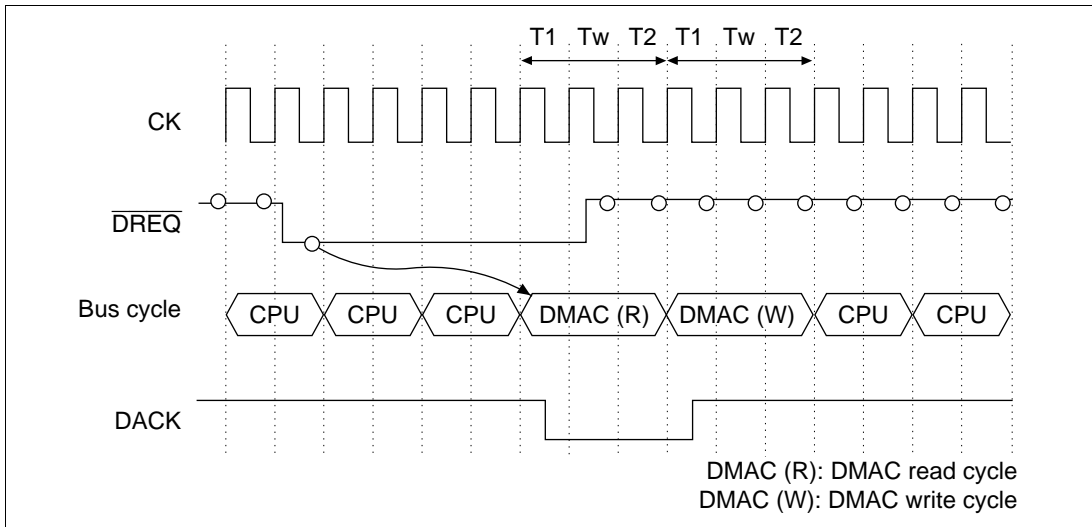 T1 Tw T2 T1 Tw T2
CK
DREQ
Bus cycle CPU CPU CPU DMAC (R) DMAC (W) CPU CPU
DACK
DMAC (R): DMAC read cycle
DMAC (W): DMAC write cycle